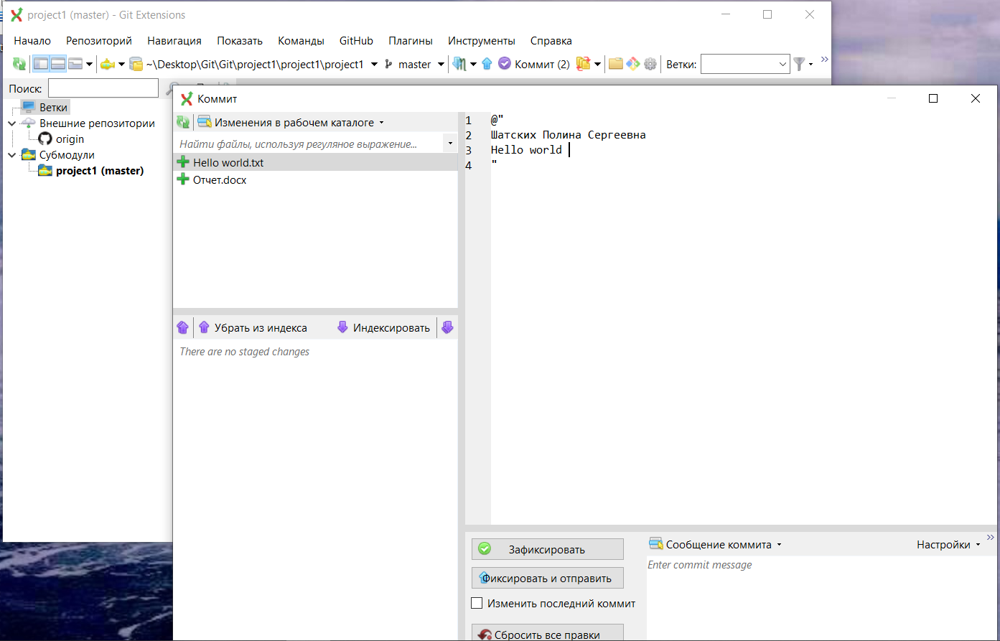 project1 (master) - Git Extensions
Начало Репозиторий Навигация Показать Команды GitHub Плагины Инструменты Справка
~\Desktop\Git\Git\project1\project1\project1 master Коммит (2) Ветки:
Поиск:
Ветки
Внешние репозитории
origin
Субмодули
project1 (master)
Коммит
Изменения в рабочем каталоге
Найти файлы, используя регуляное выражение...
Hello world.txt
Отчет.docx
1 @"
2 Шатских Полина Сергеевна
3 Hello world
4 "
Убрать из индекса Индексировать
There are no staged changes
Зафиксировать
Фиксировать и отправить
Изменить последний коммит
Сбросить все правки
Сообщение коммита Настройки
Enter commit message